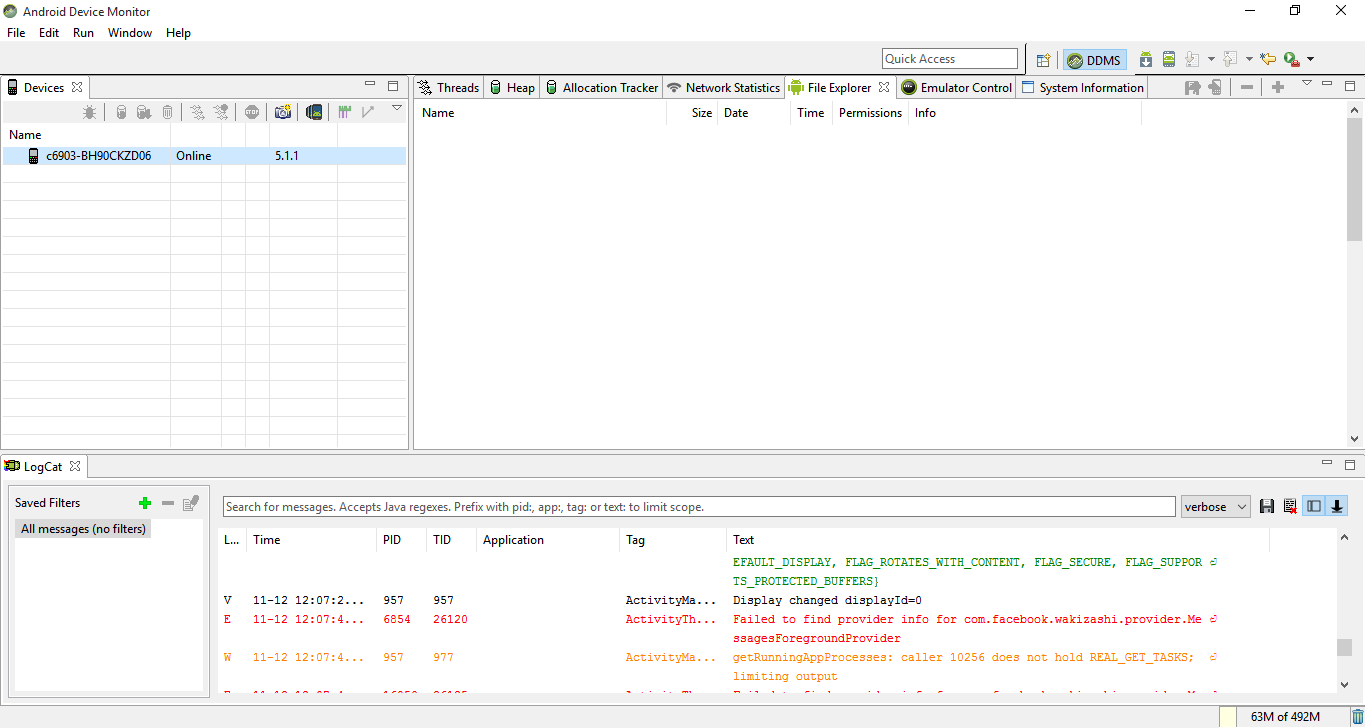 Android Device Monitor
File Edit Run Window Help
Quick Access DDMS
Devices
Threads Heap Allocation Tracker Network Statistics File Explorer Emulator Control System Information
STOP
Name
c6903-BH90CKZD06 Online 5.1.1
Name Size Date Time Permissions Info
LogCat
Saved Filters
All messages (no filters)
Search for messages. Accepts Java regexes. Prefix with pid:, app:, tag: or text: to limit scope. verbose
L... Time PID TID Application Tag Text
EFAULT_DISPLAY, FLAG_ROTATES_WITH_CONTENT, FLAG_SECURE, FLAG_SUPPOR
TS_PROTECTED_BUFFERS}
V 11-12 12:07:2... 957 957 ActivityMa... Display changed displayId=0
E 11-12 12:07:4... 6854 26120 ActivityTh... Failed to find provider info for com.facebook.wakizashi.provider.Me
ssagesForegroundProvider
W 11-12 12:07:4... 957 977 ActivityMa... getRunningAppProcesses: caller 10256 does not hold REAL_GET_TASKS;
limiting output
63M of 492M